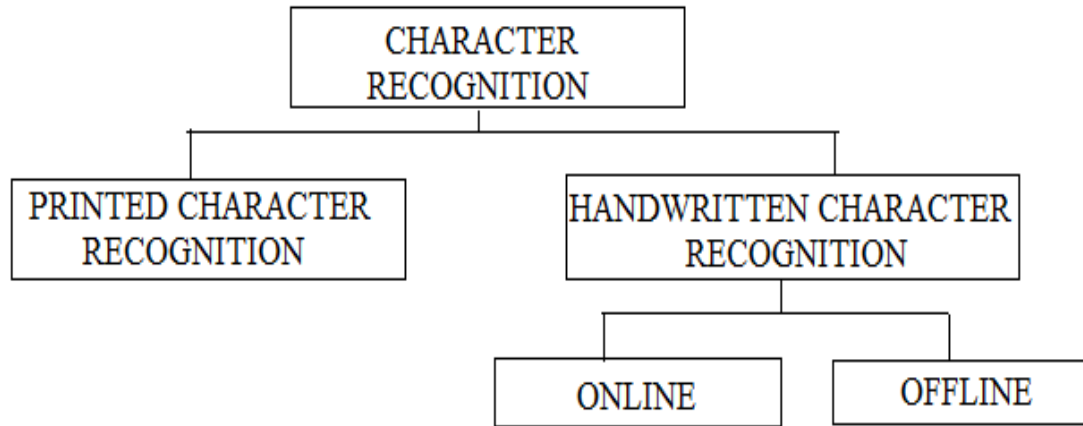 CHARACTER
RECOGNITION
PRINTED CHARACTER
RECOGNITION
HANDWRITTEN CHARACTER
RECOGNITION
ONLINE
OFFLINE